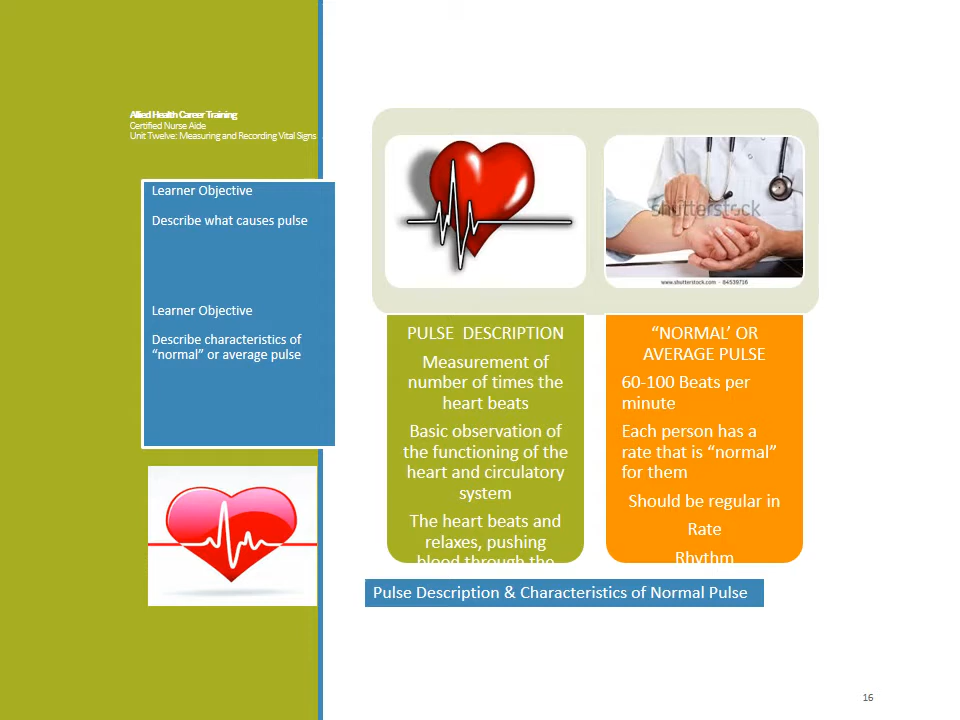 Allied Health Career Training
Certified Nurse Aide
Unit Twelve: Measuring and Recording Vital Signs
Learner Objective
Describe what causes pulse
Learner Objective
Describe characteristics of
“normal” or average pulse
shutterstock
www.shutterstock.com · 84539716
PULSE DESCRIPTION
Measurement of
number of times the
heart beats
Basic observation of
the functioning of the
heart and circulatory
system
The heart beats and
relaxes, pushing
blood through the
“NORMAL’ OR
AVERAGE PULSE
60-100 Beats per
minute
Each person has a
rate that is “normal”
for them
Should be regular in
Rate
Rhythm
Pulse Description & Characteristics of Normal Pulse
16